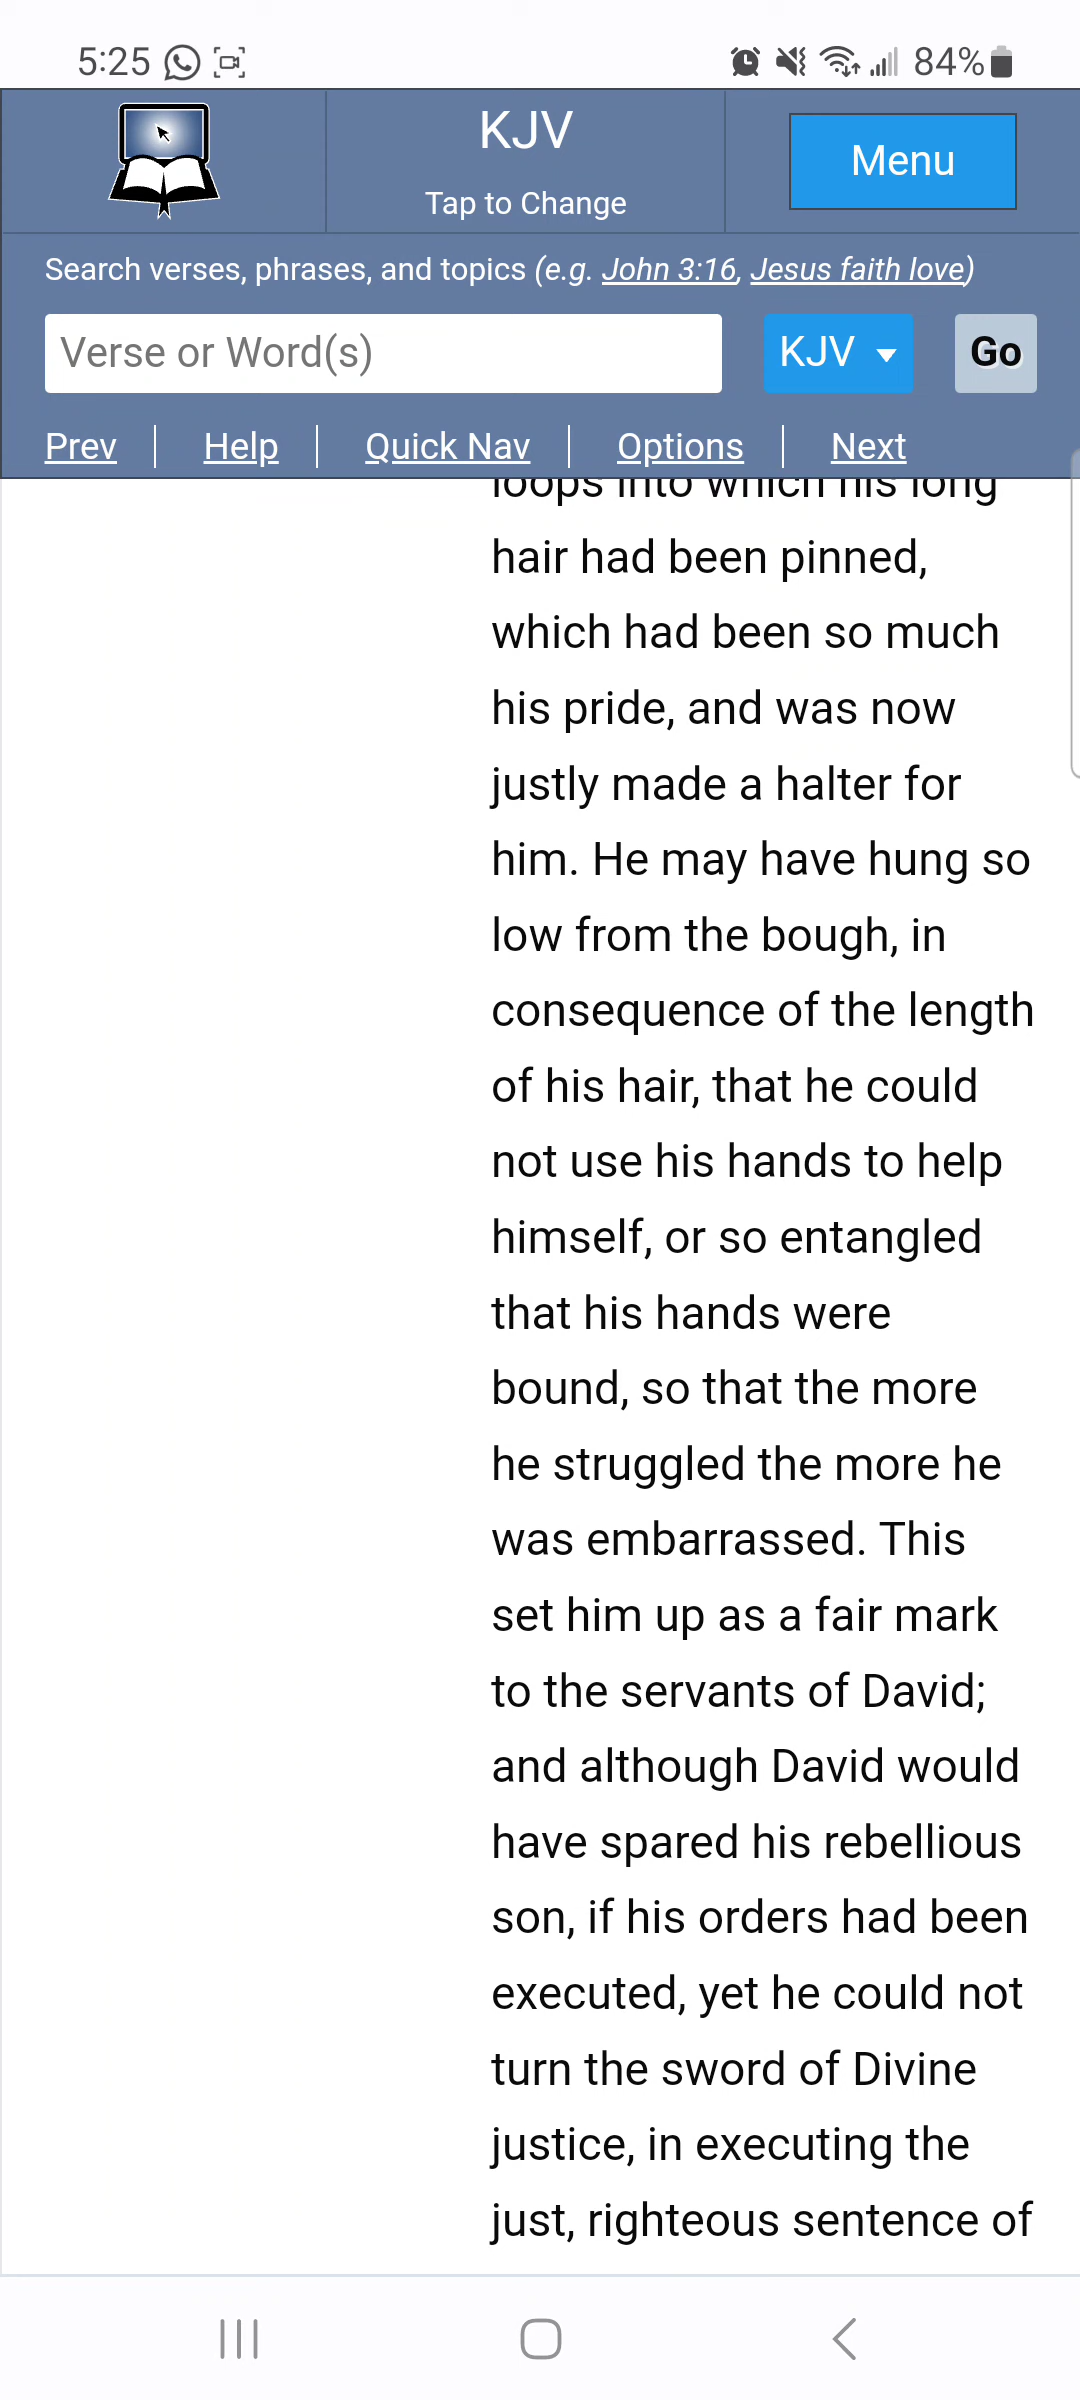 5:25
84%
KJV
Tap to Change
Menu
Search verses, phrases, and topics (e.g. John 3:16, Jesus faith love)
Verse or Word(s)
KJV
Go
Prev
Help
Quick Nav
Options
Next
loops into which his long
hair had been pinned,
which had been so much
his pride, and was now
justly made a halter for
him. He may have hung so
low from the bough, in
consequence of the length
of his hair, that he could
not use his hands to help
himself, or so entangled
that his hands were
bound, so that the more
he struggled the more he
was embarrassed. This
set him up as a fair mark
to the servants of David;
and although David would
have spared his rebellious
son, if his orders had been
executed, yet he could not
turn the sword of Divine
justice, in executing the
just, righteous sentence of